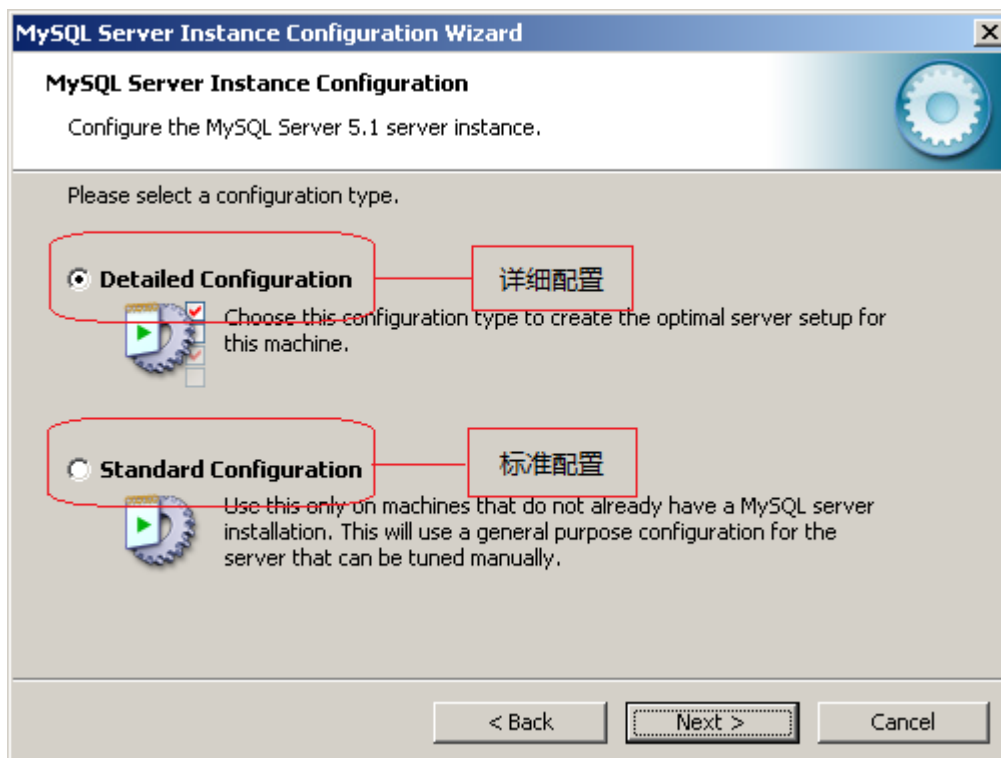 MySQL Server Instance Configuration Wizard
MySQL Server Instance Configuration
Configure the MySQL Server 5.1 server instance.
Please select a configuration type.
Detailed Configuration
详细配置
Choose this configuration type to create the optimal server setup for
this machine.
Standard Configuration
标准配置
Use this only on machines that do not already have a MySQL server
installation. This will use a general purpose configuration for the
server that can be tuned manually.
< Back
Next >
Cancel